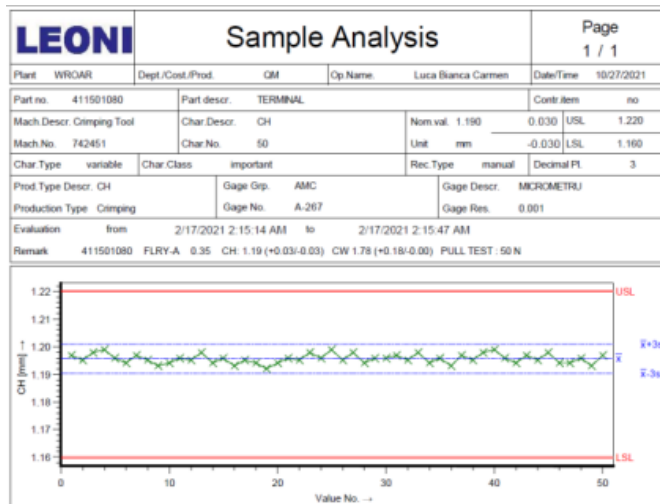 LEONI
Sample Analysis
Page
1 / 1
Plant WROAR Dept./Cost./Prod. QM Op.Name. Luca Bianca Carmen Date/Time 10/27/2021
Part no. 411501080 Part descr. TERMINAL Contr.item no
Mach.Descr. Crimping Tool Char.Descr. CH Nom.val. 1.190 0.030 USL 1.220
Mach.No. 742451 Char.No. 50 Unit mm -0.030 LSL 1.160
Char.Type variable Char.Class important Rec.Type manual Decimal Pl. 3
Prod.Type Descr. CH Gage Grp. AMC Gage Descr. MICROMETRU
Production Type Crimping Gage No. A-267 Gage Res. 0.001
Evaluation from 2/17/2021 2:15:14 AM to 2/17/2021 2:15:47 AM
Remark 411501080 FLRY-A 0.35 CH: 1.19 (+0.03/-0.03) CW 1.78 (+0.18/-0.00) PULL TEST : 50 N
1.22 USL
1.21
1.20 x̄+3s
x̄
1.19 x̄-3s
1.18
1.17
1.16 LSL
CH [mm] →
0 10 20 30 40 50
Value No. →